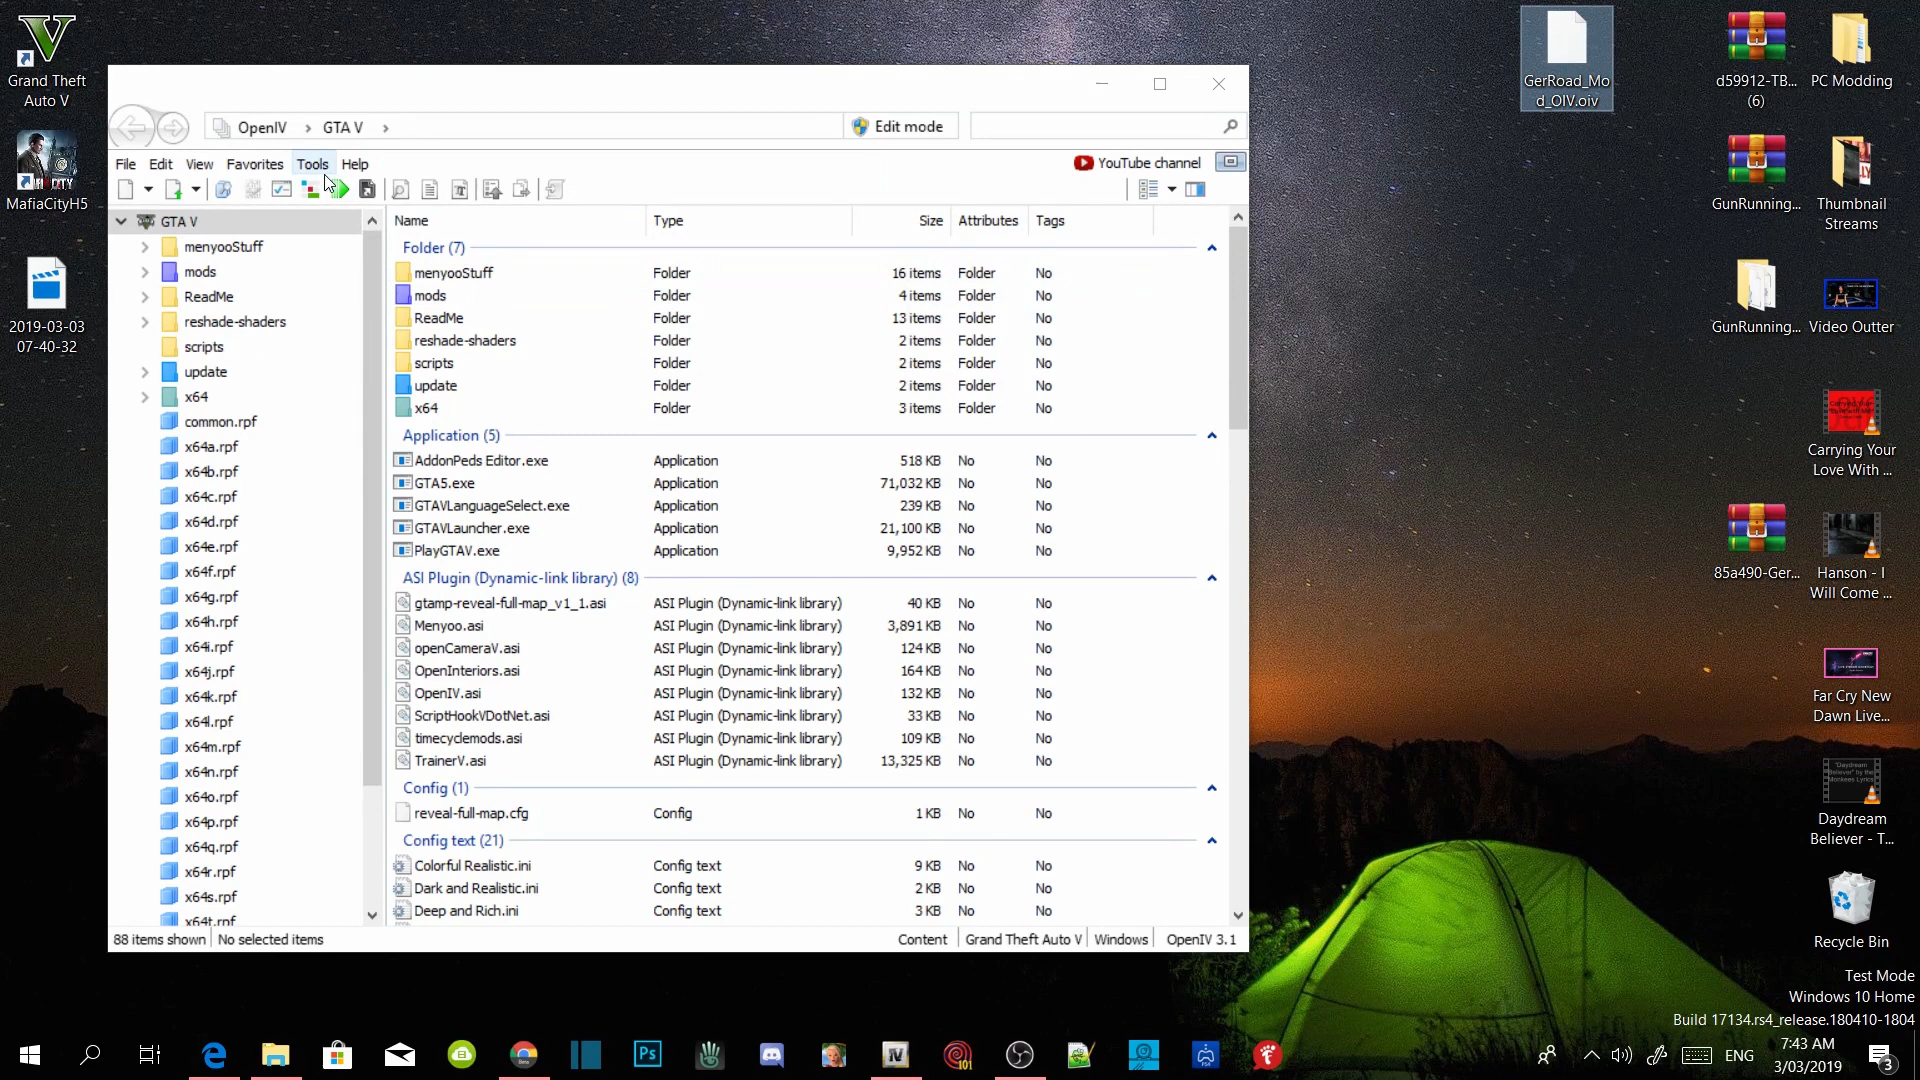 Grand Theft
Auto V
MafiaCityH5
2019-03-03
07-40-32
OpenIV › GTA V ›
Edit mode
File Edit View Favorites Tools Help
YouTube channel
GTA V
menyooStuff
mods
ReadMe
reshade-shaders
scripts
update
x64
common.rpf
x64a.rpf
x64b.rpf
x64c.rpf
x64d.rpf
x64e.rpf
x64f.rpf
x64g.rpf
x64h.rpf
x64i.rpf
x64j.rpf
x64k.rpf
x64l.rpf
x64m.rpf
x64n.rpf
x64o.rpf
x64p.rpf
x64q.rpf
x64r.rpf
x64s.rpf
x64t.rpf
Name Type Size Attributes Tags
Folder (7)
menyooStuff Folder 16 items Folder No
mods Folder 4 items Folder No
ReadMe Folder 13 items Folder No
reshade-shaders Folder 2 items Folder No
scripts Folder 2 items Folder No
update Folder 2 items Folder No
x64 Folder 3 items Folder No
Application (5)
AddonPeds Editor.exe Application 518 KB No No
GTA5.exe Application 71,032 KB No No
GTAVLanguageSelect.exe Application 239 KB No No
GTAVLauncher.exe Application 21,100 KB No No
PlayGTAV.exe Application 9,952 KB No No
ASI Plugin (Dynamic-link library) (8)
gtamp-reveal-full-map_v1_1.asi ASI Plugin (Dynamic-link library) 40 KB No No
Menyoo.asi ASI Plugin (Dynamic-link library) 3,891 KB No No
openCameraV.asi ASI Plugin (Dynamic-link library) 124 KB No No
OpenInteriors.asi ASI Plugin (Dynamic-link library) 164 KB No No
OpenIV.asi ASI Plugin (Dynamic-link library) 132 KB No No
ScriptHookVDotNet.asi ASI Plugin (Dynamic-link library) 33 KB No No
timecyclemods.asi ASI Plugin (Dynamic-link library) 109 KB No No
TrainerV.asi ASI Plugin (Dynamic-link library) 13,325 KB No No
Config (1)
reveal-full-map.cfg Config 1 KB No No
Config text (21)
Colorful Realistic.ini Config text 9 KB No No
Dark and Realistic.ini Config text 2 KB No No
Deep and Rich.ini Config text 3 KB No No
88 items shown No selected items Content Grand Theft Auto V Windows OpenIV 3.1
GerRoad_Mo
d_OIV.oiv
d59912-TB...
(6)
PC Modding
GunRunning...
Thumbnail
Streams
GunRunning...
Video Outter
Carrying Your
Love With ...
85a490-Ger...
Hanson - I
Will Come ...
Far Cry New
Dawn Live...
Daydream
Believer - T...
Recycle Bin
Test Mode
Windows 10 Home
Build 17134.rs4_release.180410-1804
Ps
IV
101
ENG
7:43 AM
3/03/2019
3